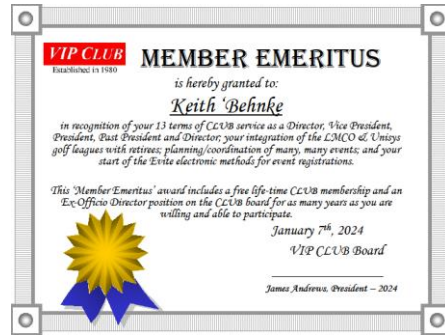 VIP CLUB
Established in 1980
MEMBER EMERITUS
is hereby granted to:
Keith 'Behnke
in recognition of your 13 terms of CLUB service as a Director, Vice President,
President, Past President and Director; your integration of the LMCO & Unisys
golf leagues with retirees; planning/coordination of many, many events; and your
start of the Evite electronic methods for event registrations.
This 'Member Emeritus' award includes a free life-time CLUB membership and an
Ex-Officio Director position on the CLUB board for as many years as you are
willing and able to participate.
January 7th, 2024
VIP CLUB Board
James Andrews, President – 2024